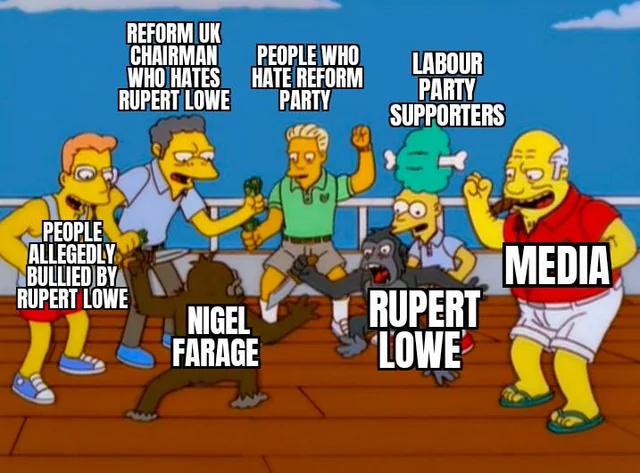 REFORM UK
CHAIRMAN
WHO HATES
RUPERT LOWE
PEOPLE WHO
HATE REFORM
PARTY
LABOUR
PARTY
SUPPORTERS
PEOPLE
ALLEGEDLY
BULLIED BY
RUPERT LOWE
NIGEL
FARAGE
RUPERT
LOWE
MEDIA